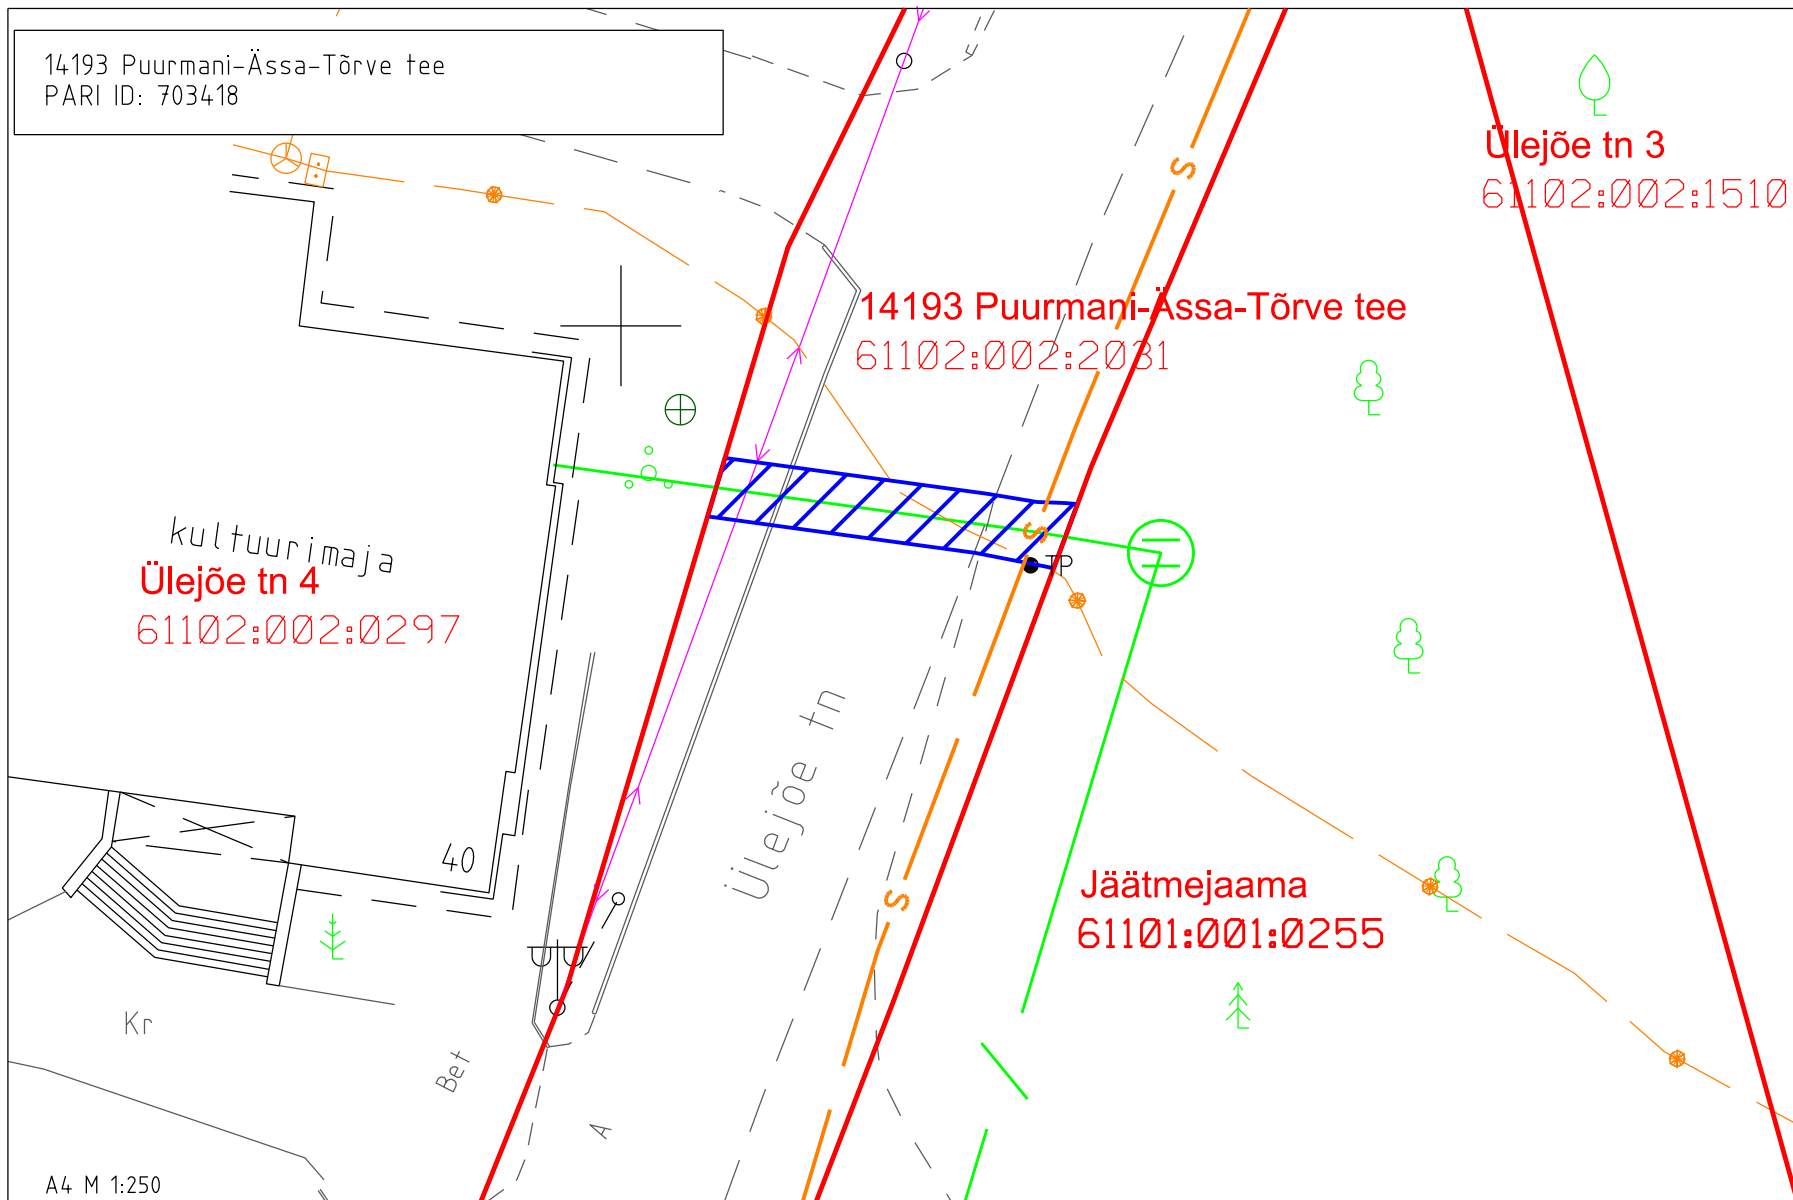 14193 Puurmani-Ässa-Tõrve tee
PARI ID: 703418
Ülejõe tn 3
61102:002:1510
S
14193 Puurmani-Ässa-Tõrve tee
61102:002:2031
kultuurimaja
Ülejõe tn 4
61102:002:0297
S
TP
Ülejõe tn
40
S
Jäätmejaama
61101:001:0255
Kr
Bet
A
A4 M 1:250